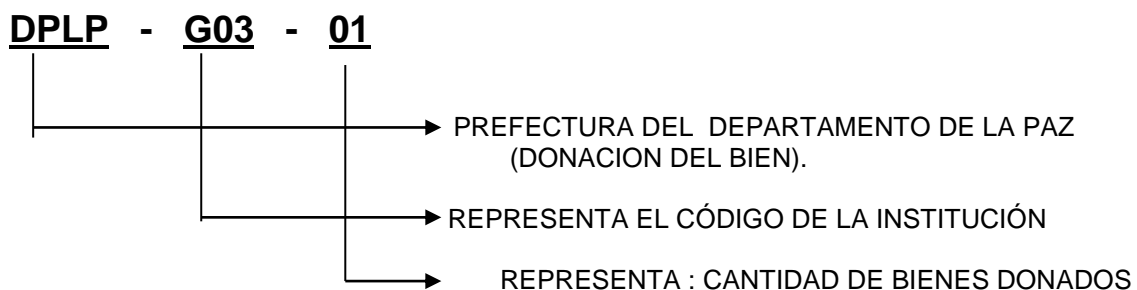 DPLP - G03 - 01
PREFECTURA DEL DEPARTAMENTO DE LA PAZ
(DONACION DEL BIEN).
REPRESENTA EL CÓDIGO DE LA INSTITUCIÓN
REPRESENTA : CANTIDAD DE BIENES DONADOS